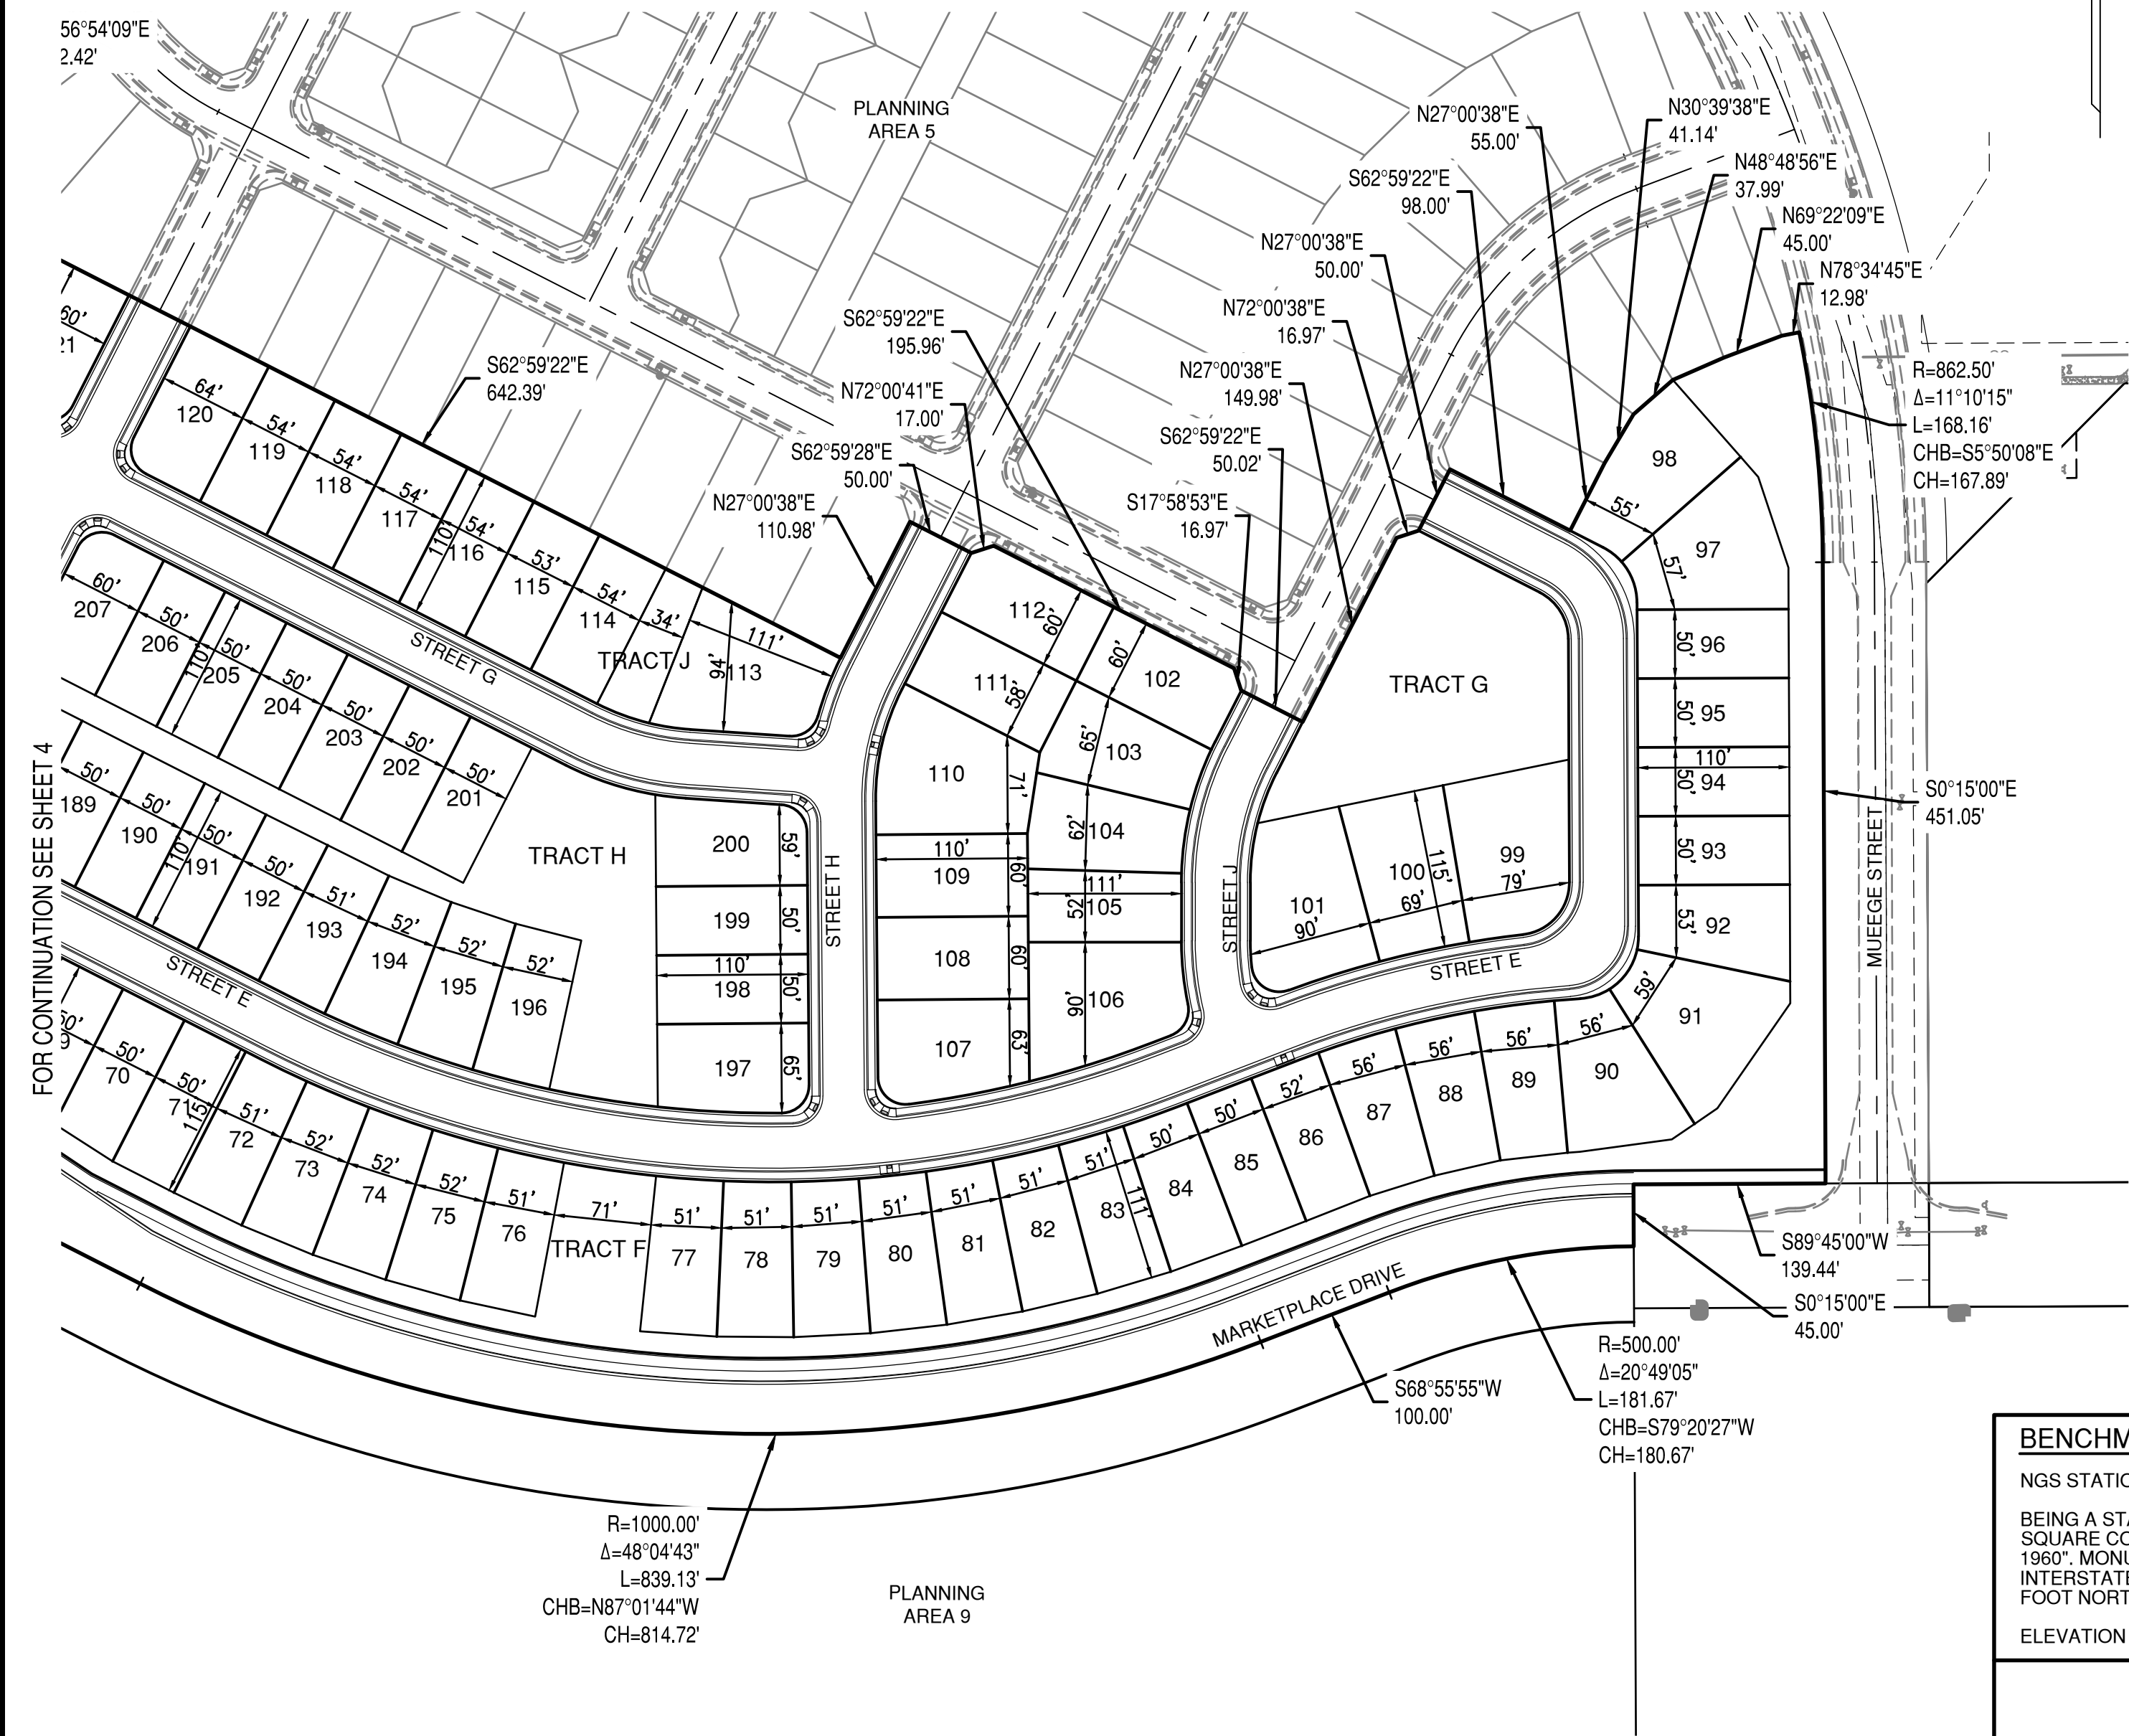 56°54'09"E
2.42'
PLANNING
AREA 5
N27°00'38"E
55.00'
N30°39'38"E
41.14'
N48°48'56"E
37.99'
N69°22'09"E
45.00'
N78°34'45"E
12.98'
S62°59'22"E
98.00'
N27°00'38"E
50.00'
N72°00'38"E
16.97'
N27°00'38"E
149.98'
S62°59'22"E
50.02'
S17°58'53"E
16.97'
S62°59'22"E
195.96'
N72°00'41"E
17.00'
S62°59'28"E
50.00'
N27°00'38"E
110.98'
S62°59'22"E
642.39'
R=862.50'
Δ=11°10'15"
L=168.16'
CHB=S5°50'08"E
CH=167.89'
60'
21
64'
120
54'
119
54'
118
54'
117
54'
110'
116
53'
115
54'
114
34'
TRACT J
94'
113
111'
STREET G
60'
207
50'
206
110'
50'
205
50'
204
50'
203
50'
202
50'
201
50'
189
50'
190
110'
50'
191
50'
192
51'
193
52'
194
52'
195
52'
196
TRACT H
200
59'
199
50'
110'
198
50'
197
65'
STREET H
112
60'
111
58'
110
71'
110'
109
60'
108
60'
107
63'
60'
102
65'
103
62'
104
111'
52'
105
90'
106
STREET J
TRACT G
101
90'
100
69'
115'
99
79'
STREET E
98
55'
97
57'
50'
96
50'
95
110'
50'
94
50'
93
53'
92
59'
91
MUEEGE STREET
S0°15'00"E
451.05'
FOR CONTINUATION SEE SHEET 4
STREET E
50'
9
50'
70
50'
71
115'
51'
72
52'
73
52'
74
52'
75
51'
76
71'
TRACT F
51'
77
51'
78
51'
79
51'
80
51'
81
51'
82
51'
83
111'
50'
84
50'
85
52'
86
56'
87
56'
88
56'
89
56'
90
MARKETPLACE DRIVE
S89°45'00"W
139.44'
S0°15'00"E
45.00'
R=500.00'
Δ=20°49'05"
L=181.67'
CHB=S79°20'27"W
CH=180.67'
S68°55'55"W
100.00'
R=1000.00'
Δ=48°04'43"
L=839.13'
CHB=N87°01'44"W
CH=814.72'
PLANNING
AREA 9
BENCHM
NGS STATIO
BEING A STA
SQUARE CO
1960". MONU
INTERSTATE
FOOT NORT
ELEVATION